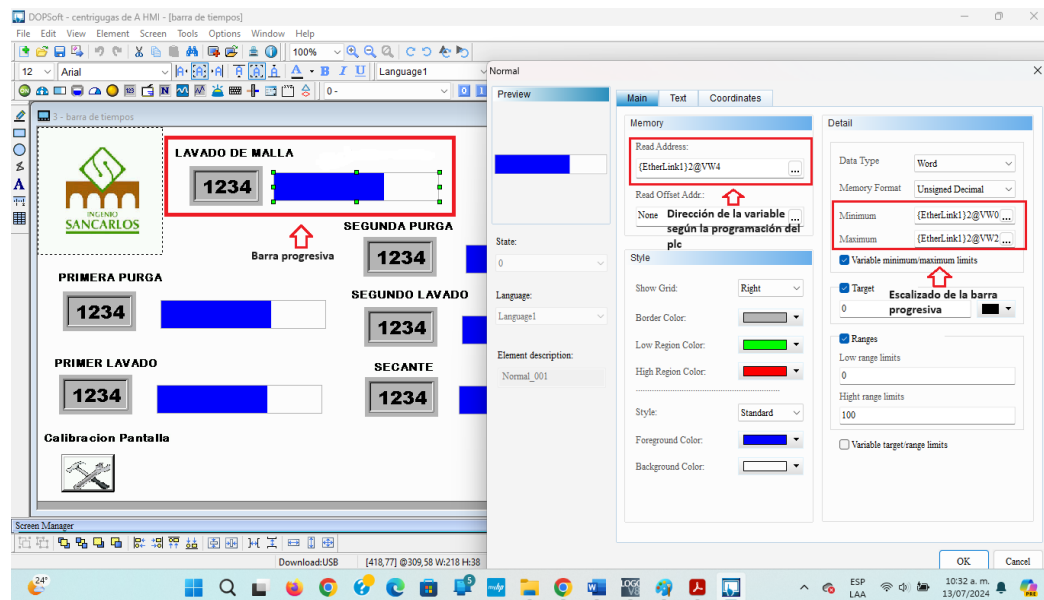 DOPSoft - centrigugas de A HMI - [barra de tiempos]
File Edit View Element Screen Tools Options Window Help
100%
12 Arial A A A A A A A B I U Language1
0 -
3 - barra de tiempos
INGENIO
SANCARLOS
LAVADO DE MALLA
1234
Barra progresiva
SEGUNDA PURGA
1234
PRIMERA PURGA
1234
SEGUNDO LAVADO
1234
PRIMER LAVADO
1234
SECANTE
1234
Calibracion Pantalla
Screen Manager
Download:USB [418,77] @309,58 W:218 H:38
Normal
Preview
State:
0
Language:
Language1
Element description:
Normal_001
Main Text Coordinates
Memory
Read Address:
{EtherLink1}2@VW4 ...
Read Offset Addr.:
None ...
Dirección de la variable
según la programación del
plc
Style
Show Grid: Right
Border Color:
Low Region Color:
High Region Color:
Style: Standard
Foreground Color:
Background Color:
Detail
Data Type Word
Memory Format Unsigned Decimal
Minimum {EtherLink1}2@VW0 ...
Maximum {EtherLink1}2@VW2 ...
Variable minimum/maximum limits
Target
0
Escalizado de la barra
progresiva
Ranges
Low range limits
0
Hight range limits
100
Variable target/range limits
OK Cancel
24°
ESP
LAA
10:32 a. m.
13/07/2024